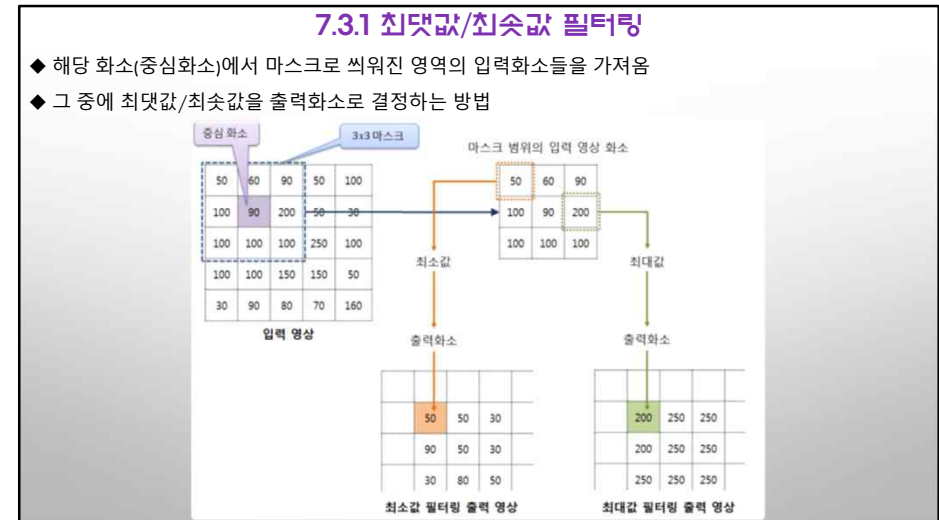 7.3.1 최댓값/최솟값 필터링
◆ 해당 화소(중심화소)에서 마스크로 씌워진 영역의 입력화소들을 가져옴
◆ 그 중에 최댓값/최솟값을 출력화소로 결정하는 방법
중심 화소
3x3 마스크
마스크 범위의 입력 영상 화소
50 60 90 50 100
100 90 200 50 30
100 100 100 250 100
100 100 150 150 50
30 90 80 70 160
입력 영상
50 60 90
100 90 200
100 100 100
최소값
최대값
출력화소
출력화소
50 50 30
90 50 30
30 80 50
최소값 필터링 출력 영상
200 250 250
200 250 250
250 250 250
최대값 필터링 출력 영상